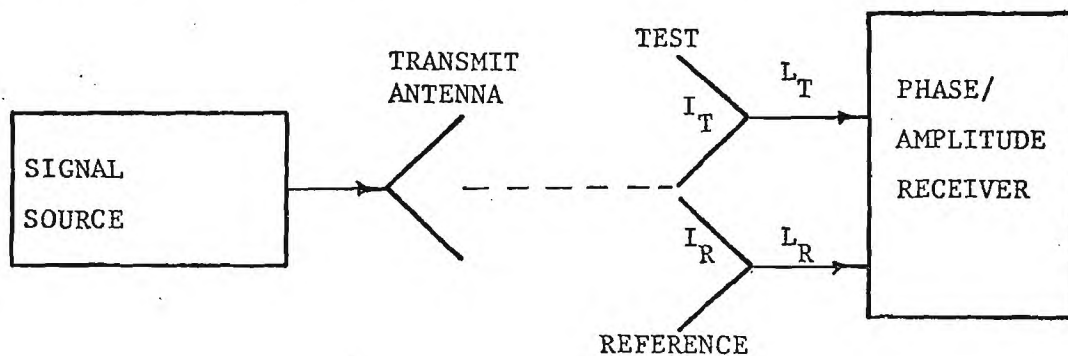 SIGNAL
SOURCE
TRANSMIT
ANTENNA
TEST
I_T
L_T
I_R
L_R
REFERENCE
PHASE/
AMPLITUDE
RECEIVER